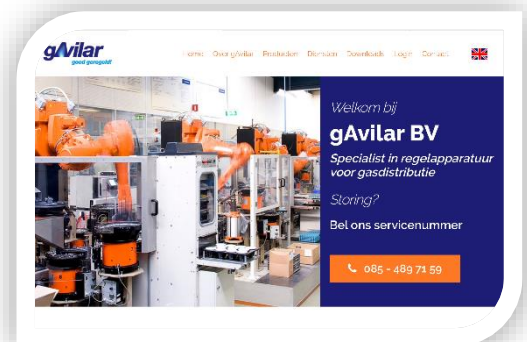 gAvilar
goed geregeld!
Home Over gAvilar Producten Diensten Downloads Login Contact
Welkom bij
gAvilar BV
Specialist in regelapparatuur
voor gasdistributie
Storing?
Bel ons servicenummer
085 - 489 71 59